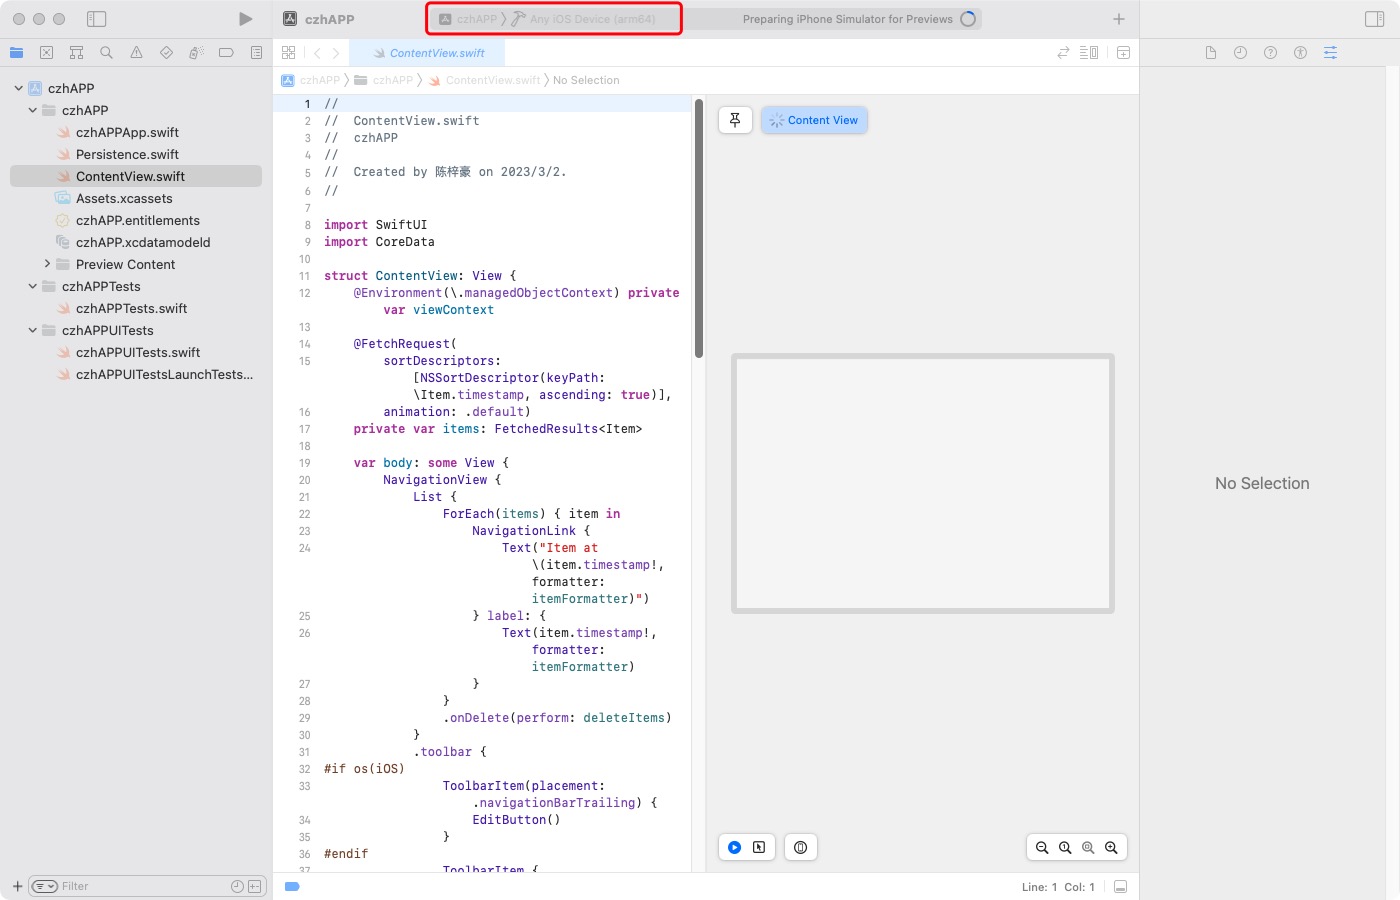 czhAPP
czhAPP
Any iOS Device (arm64)
Preparing iPhone Simulator for Previews
ContentView.swift
czhAPP
czhAPP
ContentView.swift
No Selection
czhAPP
czhAPP
czhAPPApp.swift
Persistence.swift
ContentView.swift
Assets.xcassets
czhAPP.entitlements
czhAPP.xcdatamodeld
Preview Content
czhAPPTests
czhAPPTests.swift
czhAPPUITests
czhAPPUITests.swift
czhAPPUITestsLaunchTests...
Filter
1 //
2 //  ContentView.swift
3 //  czhAPP
4 //
5 //  Created by 陈梓豪 on 2023/3/2.
6 //
7
8 import SwiftUI
9 import CoreData
10
11 struct ContentView: View {
12 @Environment(\.managedObjectContext) private
var viewContext
13
14 @FetchRequest(
15 sortDescriptors:
[NSSortDescriptor(keyPath:
\Item.timestamp, ascending: true)],
16 animation: .default)
17 private var items: FetchedResults<Item>
18
19 var body: some View {
20 NavigationView {
21 List {
22 ForEach(items) { item in
23 NavigationLink {
24 Text("Item at
\(item.timestamp!,
formatter:
itemFormatter)")
25 } label: {
26 Text(item.timestamp!,
formatter:
itemFormatter)
27 }
28 }
29 .onDelete(perform: deleteItems)
30 }
31 .toolbar {
32 #if os(iOS)
33 ToolbarItem(placement:
.navigationBarTrailing) {
34 EditButton()
35 }
36 #endif
37 ToolbarItem {
Content View
No Selection
Line: 1 Col: 1